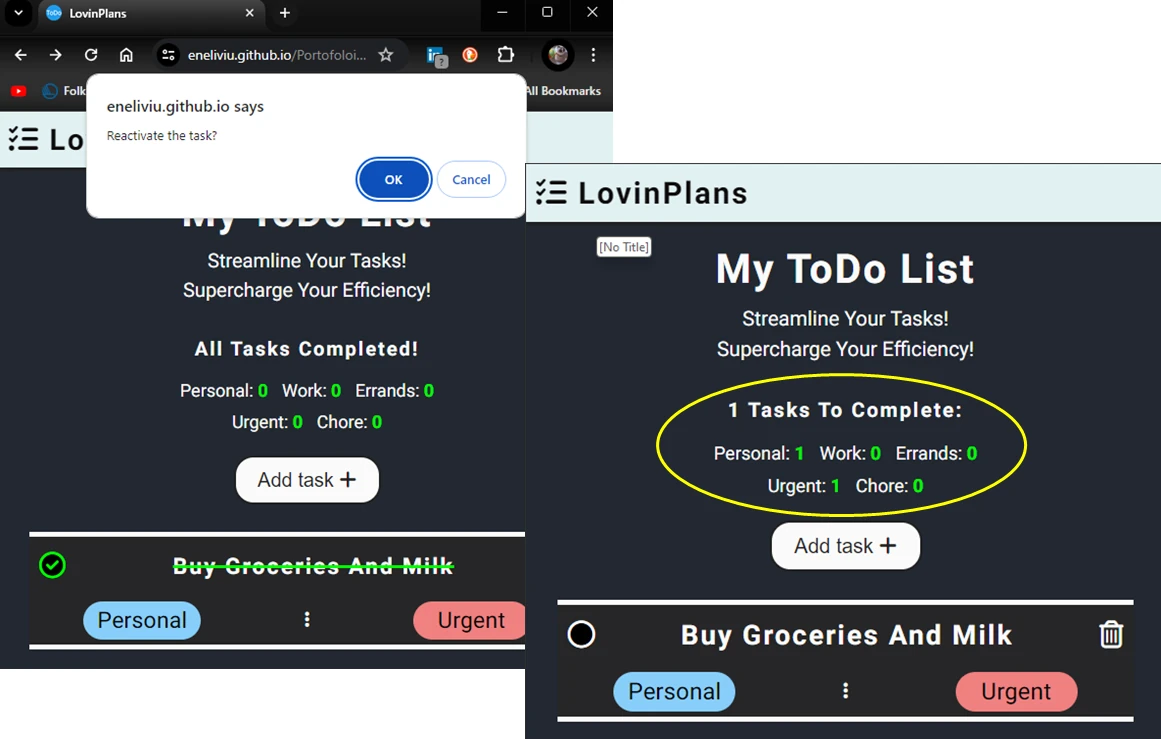 LovinPlans
eneliviu.github.io/Portofoloi...
Folk
All Bookmarks
eneliviu.github.io says
Reactivate the task?
OK Cancel
Lo
My ToDo List
Streamline Your Tasks!
Supercharge Your Efficiency!
All Tasks Completed!
Personal: 0 Work: 0 Errands: 0
Urgent: 0 Chore: 0
Add task +
Buy Groceries And Milk
Personal Urgent
LovinPlans
[No Title]
My ToDo List
Streamline Your Tasks!
Supercharge Your Efficiency!
1 Tasks To Complete:
Personal: 1 Work: 0 Errands: 0
Urgent: 1 Chore: 0
Add task +
Buy Groceries And Milk
Personal Urgent